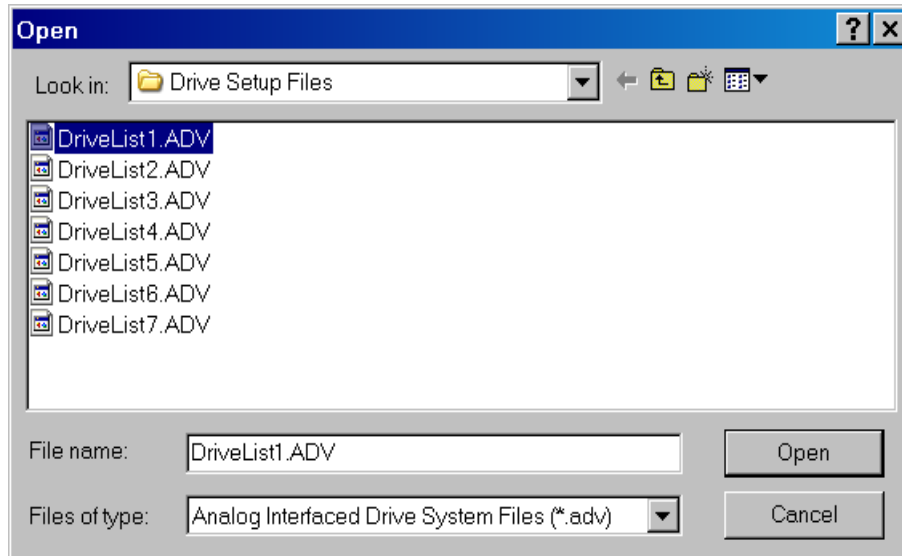 Open
Look in: Drive Setup Files
DriveList1.ADV
DriveList2.ADV
DriveList3.ADV
DriveList4.ADV
DriveList5.ADV
DriveList6.ADV
DriveList7.ADV
File name: DriveList1.ADV Open
Files of type: Analog Interfaced Drive System Files (*.adv) Cancel